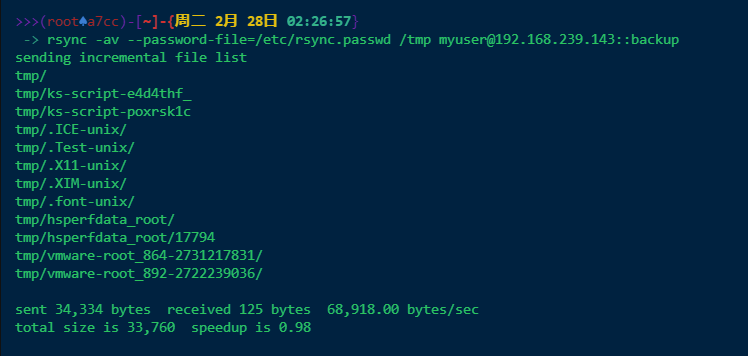 >>>(root♠a7cc)-[~]-{周二 2月 28日 02:26:57}
-> rsync -av --password-file=/etc/rsync.passwd /tmp myuser@192.168.239.143::backup
sending incremental file list
tmp/
tmp/ks-script-e4d4thf_
tmp/ks-script-poxrsk1c
tmp/.ICE-unix/
tmp/.Test-unix/
tmp/.X11-unix/
tmp/.XIM-unix/
tmp/.font-unix/
tmp/hsperfdata_root/
tmp/hsperfdata_root/17794
tmp/vmware-root_864-2731217831/
tmp/vmware-root_892-2722239036/
sent 34,334 bytes  received 125 bytes  68,918.00 bytes/sec
total size is 33,760  speedup is 0.98